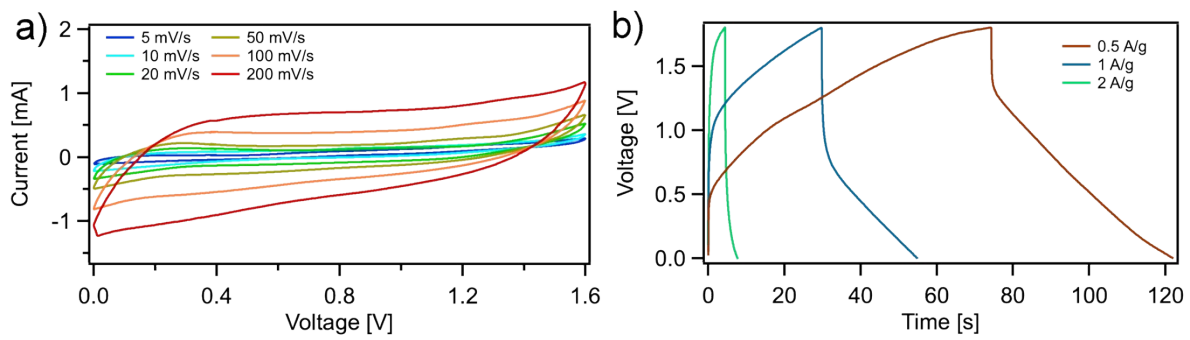 a)
5 mV/s
10 mV/s
20 mV/s
50 mV/s
100 mV/s
200 mV/s
Current [mA]
2
1
0
-1
0.0 0.4 0.8 1.2 1.6
Voltage [V]
b)
0.5 A/g
1 A/g
2 A/g
Voltage [V]
1.5
1.0
0.5
0.0
0 20 40 60 80 100 120
Time [s]